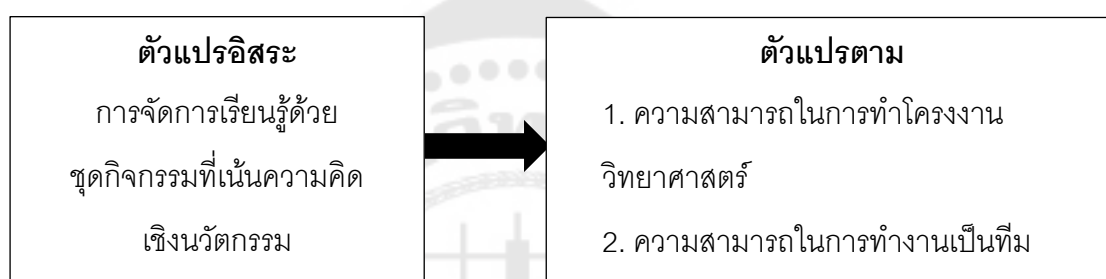 ตัวแปรอิสระ
การจัดการเรียนรู้ด้วย
ชุดกิจกรรมที่เน้นความคิด
เชิงนวัตกรรม
ตัวแปรตาม
1. ความสามารถในการทำโครงงาน
วิทยาศาสตร์
2. ความสามารถในการทำงานเป็นทีม